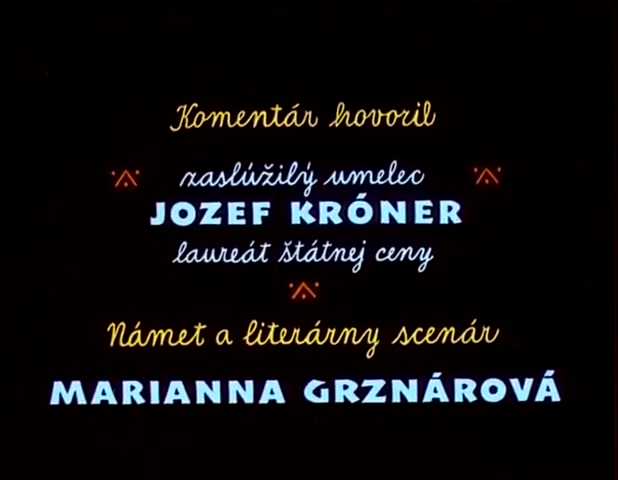 Komentár hovoril
zaslúžilý umelec
JOZEF KRÓNER
laureát štátnej ceny
Námet a literárny scenár
MARIANNA GRZNÁROVÁ